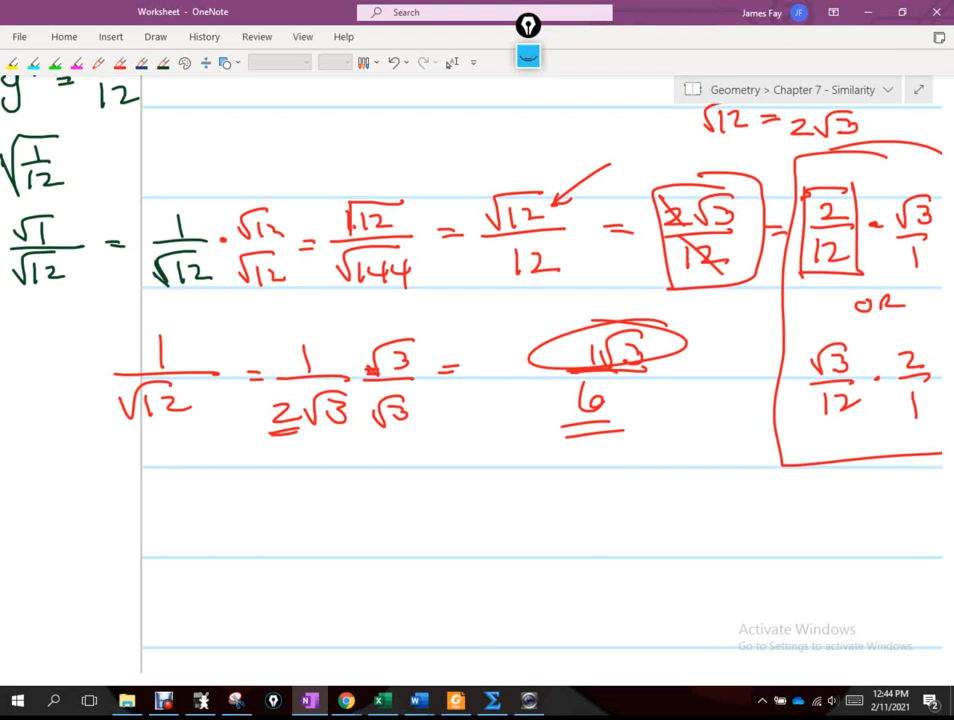 Worksheet - OneNote
Search
James Fay JF
File Home Insert Draw History Review View Help
Geometry > Chapter 7 - Similarity
y = 12
√12 = 2√3
√(1/12)
√1/√12 = 1/√12 · √12/√12 = √1·12/√144 = √12/12 = 2√3/12 = 2/12 · √3/1
OR
√3/12 · 2/1
1/√12 = 1/2√3 √3/√3 = 1√3/6
Activate Windows
Go to Settings to activate Windows.
12:44 PM
2/11/2021
2